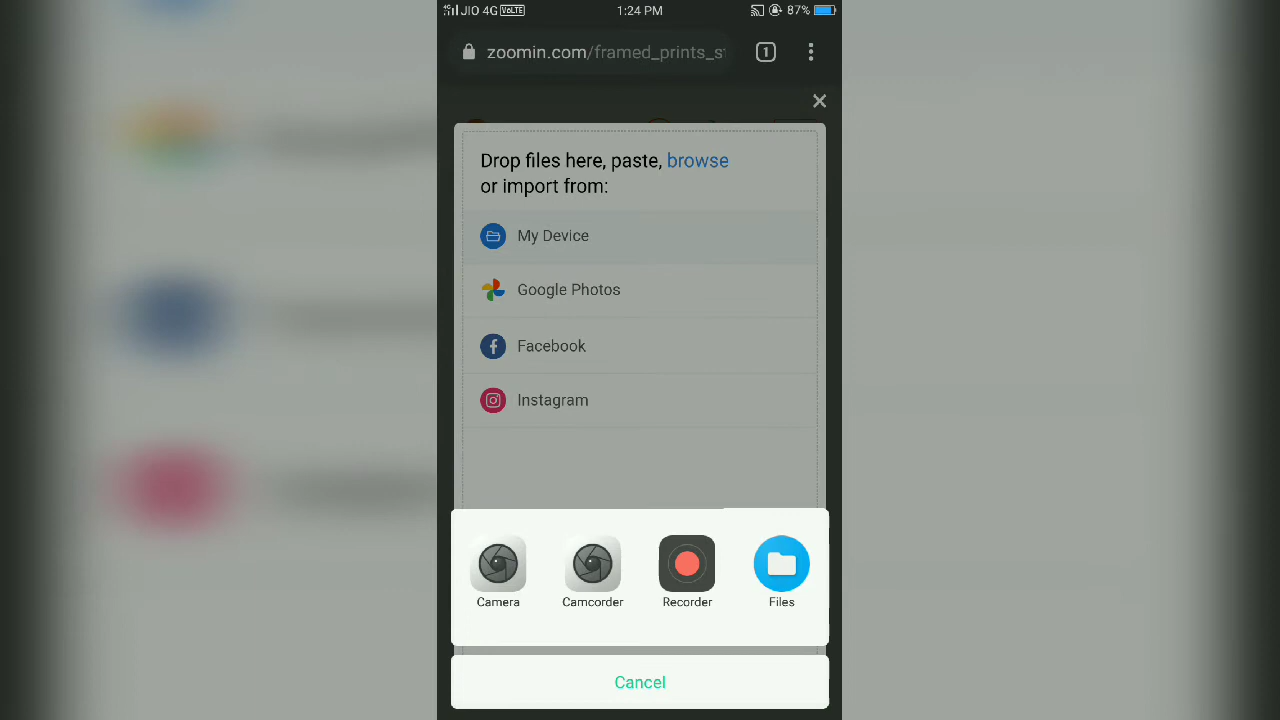 JIO 4G VoLTE 1:24 PM 87%
zoomin.com/framed_prints_s
1
Drop files here, paste, browse
or import from:
My Device
Google Photos
Facebook
Instagram
Camera Camcorder Recorder Files
Cancel